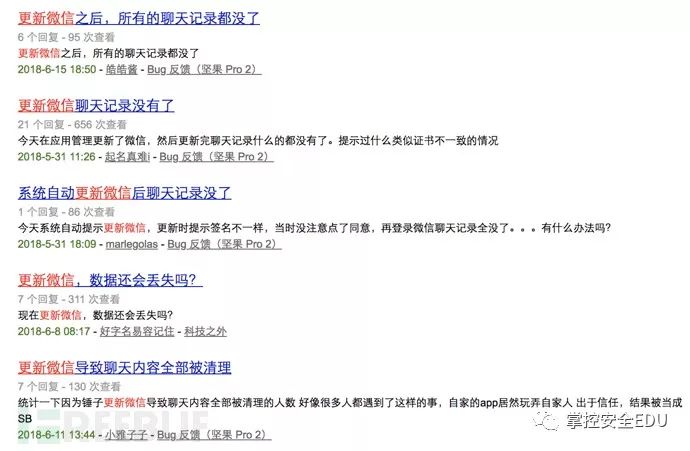 更新微信之后，所有的聊天记录都没了
6 个回复 - 95 次查看
更新微信之后，所有的聊天记录都没了
2018-6-15 18:50 - 皓皓酱 - Bug 反馈（坚果 Pro 2）
更新微信聊天记录没有了
21 个回复 - 656 次查看
今天在应用管理更新了微信，然后更新完聊天记录什么的都没有了。提示过什么类似证书不一致的情况
2018-5-31 11:26 - 起名真难i - Bug 反馈（坚果 Pro 2）
系统自动更新微信后聊天记录没了
1 个回复 - 86 次查看
今天系统自动提示更新微信，更新时提示签名不一样，当时没注意点了同意，再登录微信聊天记录全没了。。。有什么办法吗?
2018-5-31 18:09 - marlegolas - Bug 反馈（坚果 Pro 2）
更新微信，数据还会丢失吗？
7 个回复 - 311 次查看
现在更新微信，数据还会丢失吗?
2018-6-8 08:17 - 好字名易容记住 - 科技之外
更新微信导致聊天内容全部被清理
7 个回复 - 130 次查看
统计一下因为锤子更新微信导致聊天内容全部被清理的人数 好像很多人都遇到了这样的事，自家的app居然玩弄自家人 出于信任，结果被当成
SB
2018-6-11 13:44 - 小雅子子 - Bug 反馈（坚果 Pro 2）
FREEBUF
掌控安全EDU